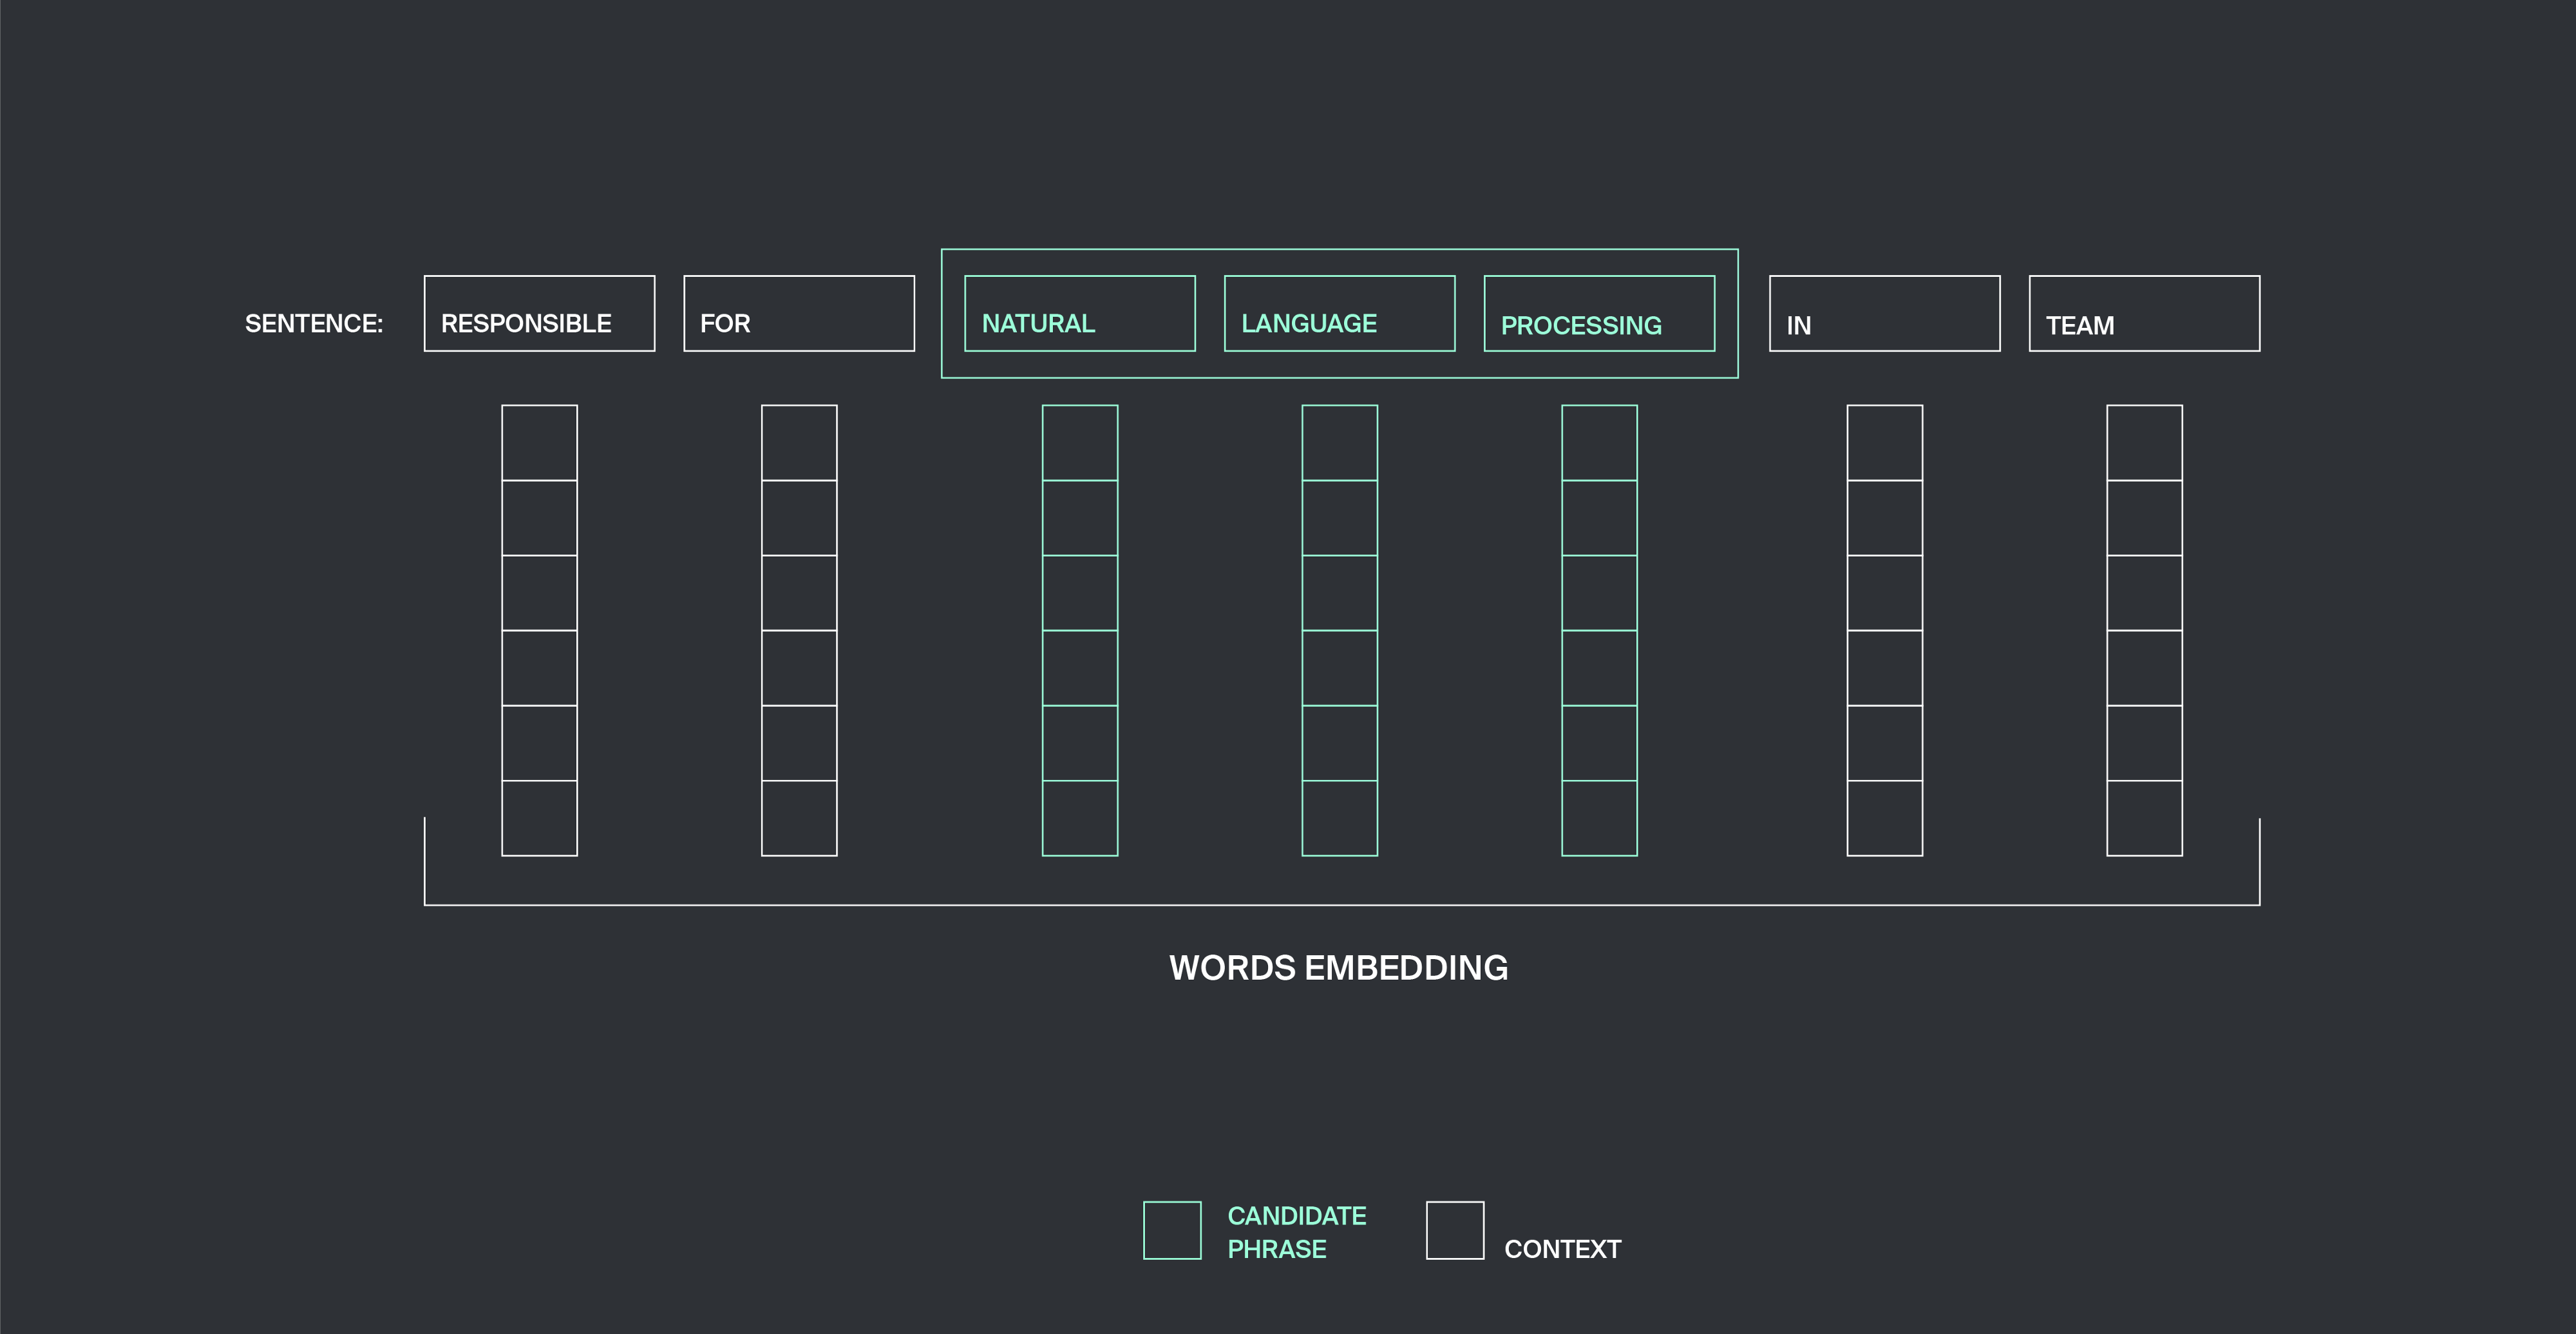 SENTENCE: RESPONSIBLE FOR NATURAL LANGUAGE PROCESSING IN TEAM
WORDS EMBEDDING
CANDIDATE
PHRASE
CONTEXT